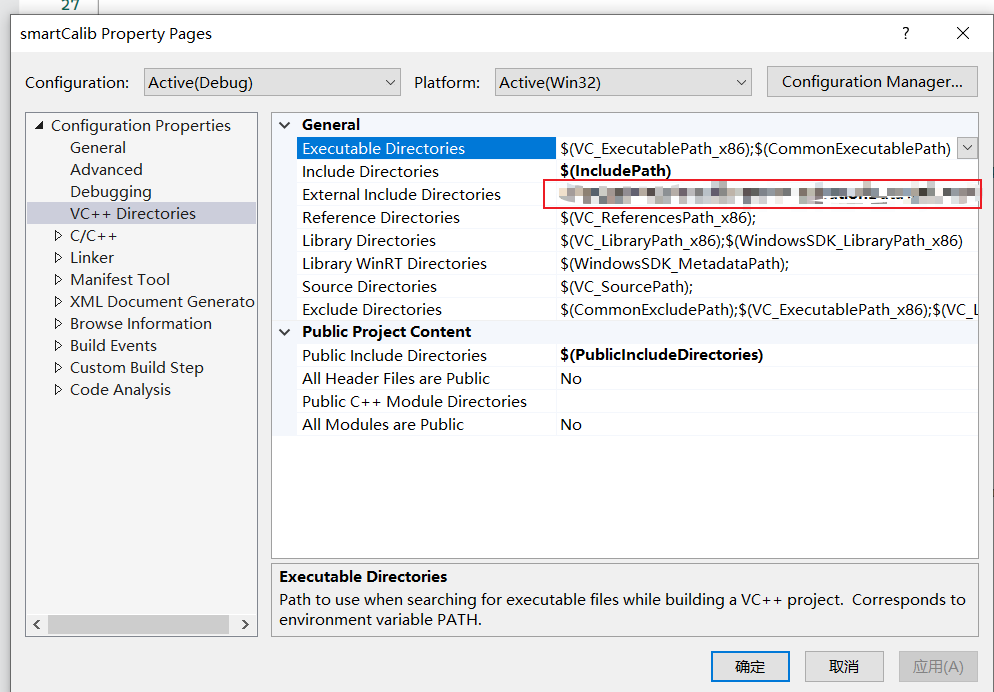 27
smartCalib Property Pages
?
Configuration: Active(Debug) Platform: Active(Win32) Configuration Manager...
Configuration Properties
General
Advanced
Debugging
VC++ Directories
C/C++
Linker
Manifest Tool
XML Document Generato
Browse Information
Build Events
Custom Build Step
Code Analysis
General
Executable Directories $(VC_ExecutablePath_x86);$(CommonExecutablePath)
Include Directories $(IncludePath)
External Include Directories
Reference Directories $(VC_ReferencesPath_x86);
Library Directories $(VC_LibraryPath_x86);$(WindowsSDK_LibraryPath_x86)
Library WinRT Directories $(WindowsSDK_MetadataPath);
Source Directories $(VC_SourcePath);
Exclude Directories $(CommonExcludePath);$(VC_ExecutablePath_x86);$(VC_L
Public Project Content
Public Include Directories $(PublicIncludeDirectories)
All Header Files are Public No
Public C++ Module Directories
All Modules are Public No
Executable Directories
Path to use when searching for executable files while building a VC++ project.  Corresponds to
environment variable PATH.
确定 取消 应用(A)